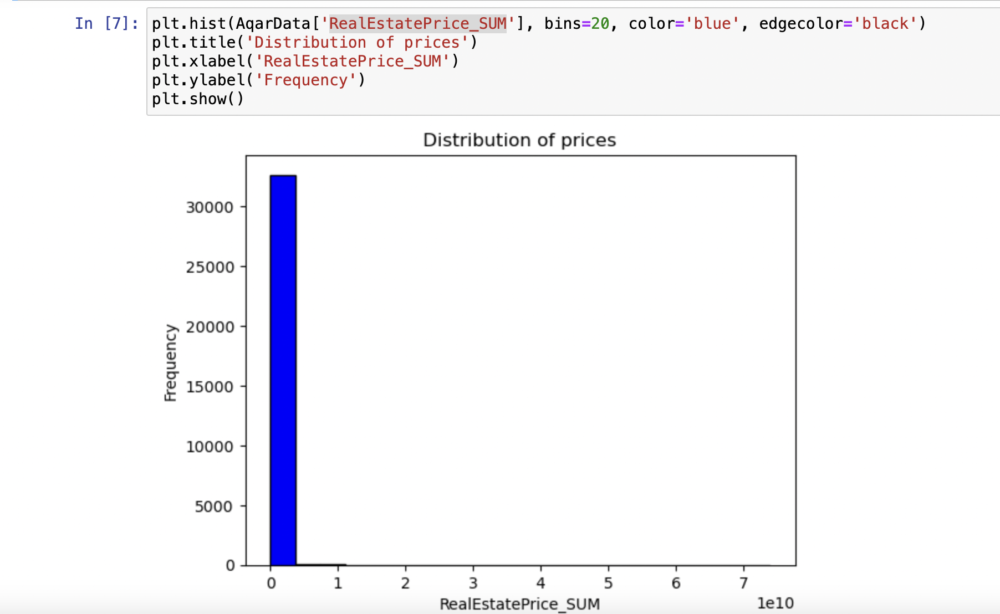 In [7]: plt.hist(AqarData['RealEstatePrice_SUM'], bins=20, color='blue', edgecolor='black')
plt.title('Distribution of prices')
plt.xlabel('RealEstatePrice_SUM')
plt.ylabel('Frequency')
plt.show()
Distribution of prices
30000
25000
20000
15000
10000
5000
0
Frequency
0 1 2 3 4 5 6 7
RealEstatePrice_SUM 1e10